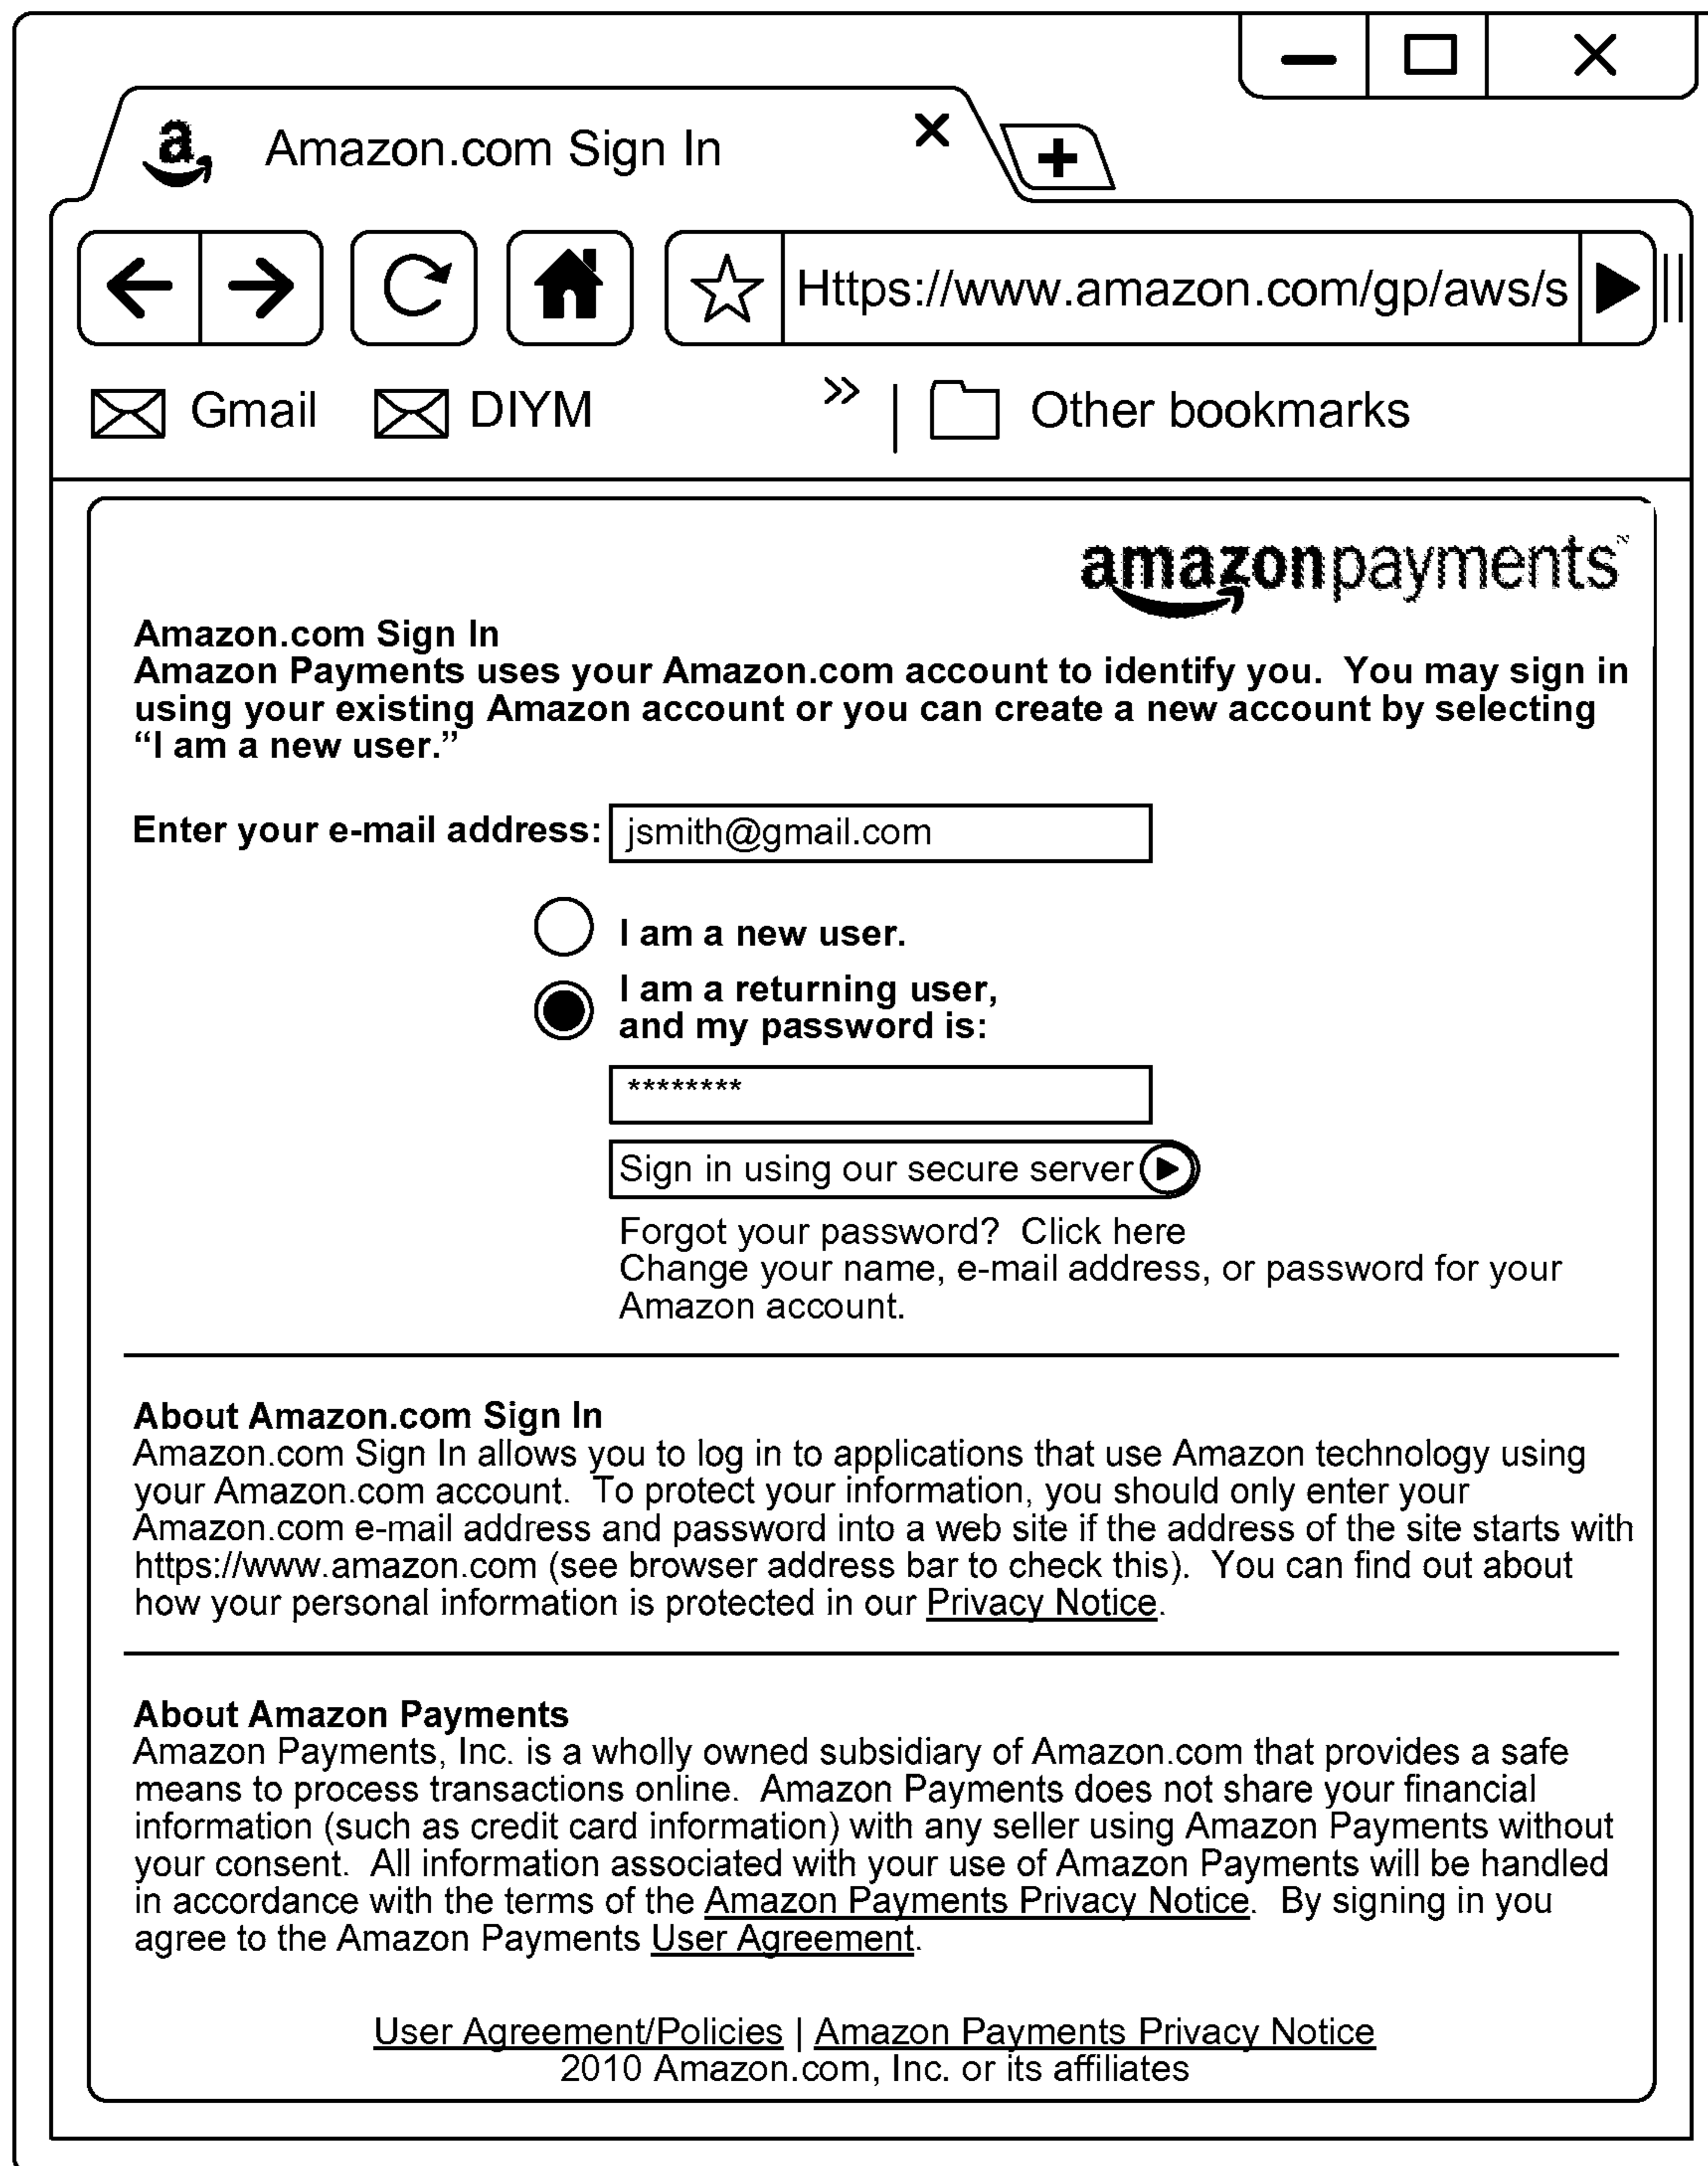 Amazon.com Sign In
Https://www.amazon.com/gp/aws/s
Gmail DIYM » Other bookmarks
amazonpayments™
Amazon.com Sign In
Amazon Payments uses your Amazon.com account to identify you. You may sign in
using your existing Amazon account or you can create a new account by selecting
“I am a new user.”
Enter your e-mail address: jsmith@gmail.com
I am a new user.
I am a returning user,
and my password is:
********
Sign in using our secure server
Forgot your password? Click here
Change your name, e-mail address, or password for your
Amazon account.
About Amazon.com Sign In
Amazon.com Sign In allows you to log in to applications that use Amazon technology using
your Amazon.com account. To protect your information, you should only enter your
Amazon.com e-mail address and password into a web site if the address of the site starts with
https://www.amazon.com (see browser address bar to check this). You can find out about
how your personal information is protected in our Privacy Notice.
About Amazon Payments
Amazon Payments, Inc. is a wholly owned subsidiary of Amazon.com that provides a safe
means to process transactions online. Amazon Payments does not share your financial
information (such as credit card information) with any seller using Amazon Payments without
your consent. All information associated with your use of Amazon Payments will be handled
in accordance with the terms of the Amazon Payments Privacy Notice. By signing in you
agree to the Amazon Payments User Agreement.
User Agreement/Policies | Amazon Payments Privacy Notice
2010 Amazon.com, Inc. or its affiliates